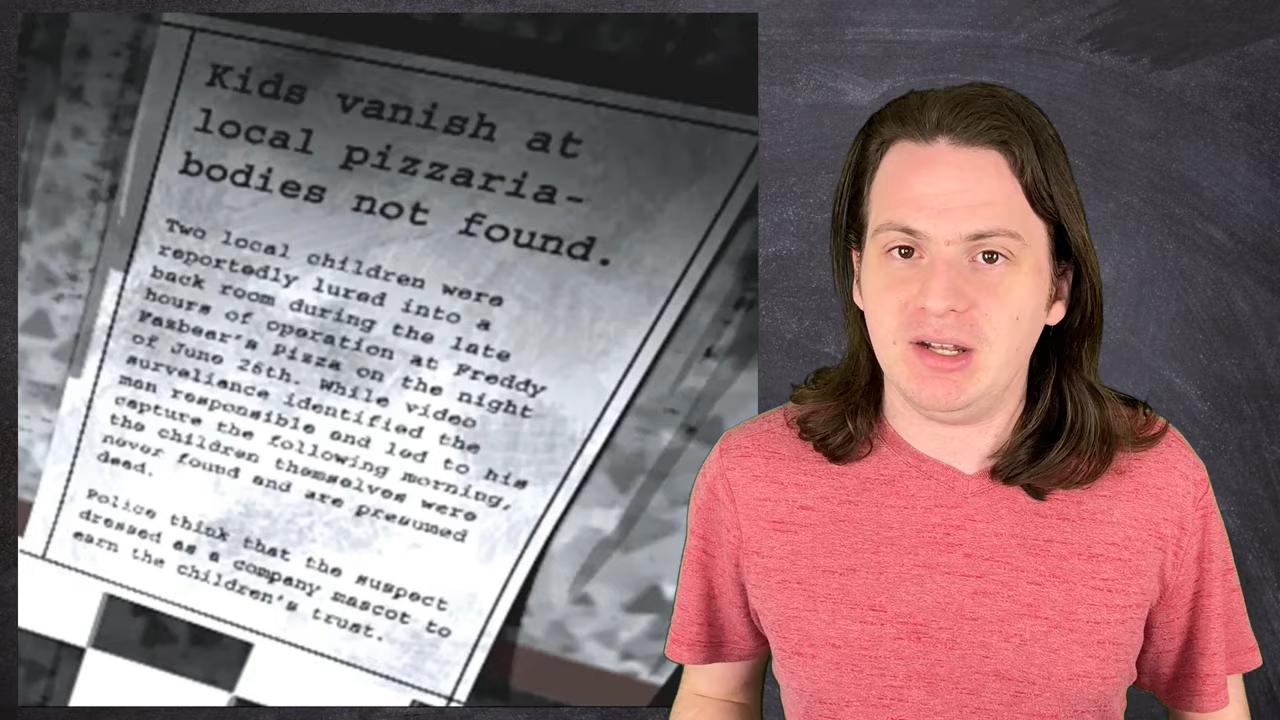 Kids vanish at
local pizzaria-
bodies not found.
Two local children were
reportedly lured into a
back room during the late
hours of operation at Freddy
Fazbear's Pizza on the night
of June 26th. While video
surveliance identified the
man responsible and led to his
capture the following morning,
the children themselves were
never found and are presumed
dead.
Police think that the suspect
dressed as a company mascot to
earn the children's trust.